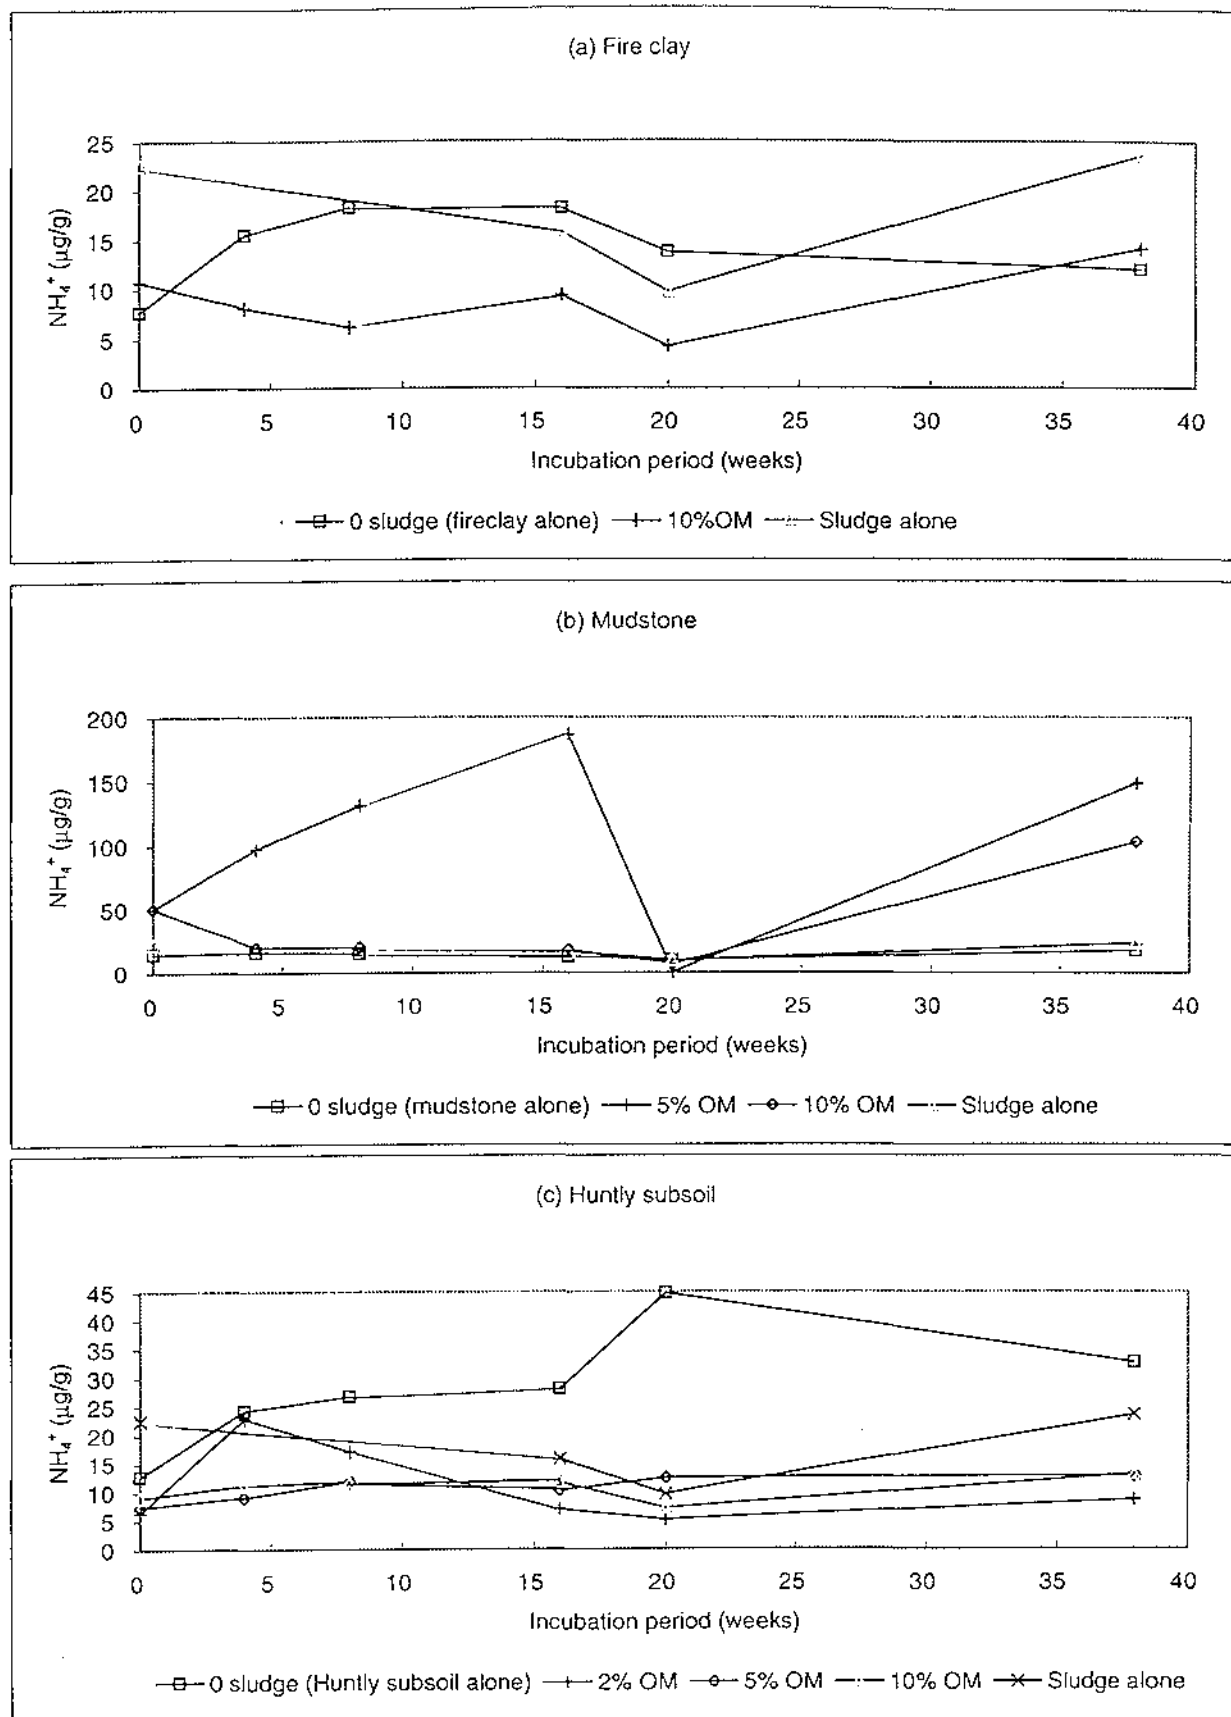 (a) Fire clay
25
20
15
10
5
0
NH₄⁺ (µg/g)
0 5 10 15 20 25 30 35 40
Incubation period (weeks)
0 sludge (fireclay alone) 10%OM Sludge alone
(b) Mudstone
200
150
100
50
0
NH₄⁺ (µg/g)
0 5 10 15 20 25 30 35 40
Incubation period (weeks)
0 sludge (mudstone alone) 5% OM 10% OM Sludge alone
(c) Huntly subsoil
45
40
35
30
25
20
15
10
5
0
NH₄⁺ (µg/g)
0 5 10 15 20 25 30 35 40
Incubation period (weeks)
0 sludge (Huntly subsoil alone) 2% OM 5% OM 10% OM Sludge alone